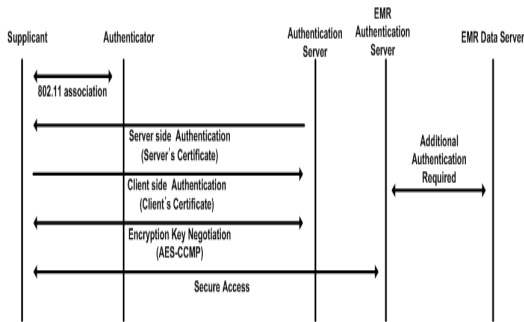 Supplicant
Authenticator
Authentication
Server
EMR
Authentication
Server
EMR Data Server
802.11 association
Server side Authentication
(Server's Certificate)
Client side Authentication
(Client's Certificate)
Encryption Key Negotiation
(AES-CCMP)
Secure Access
Additional
Authentication
Required